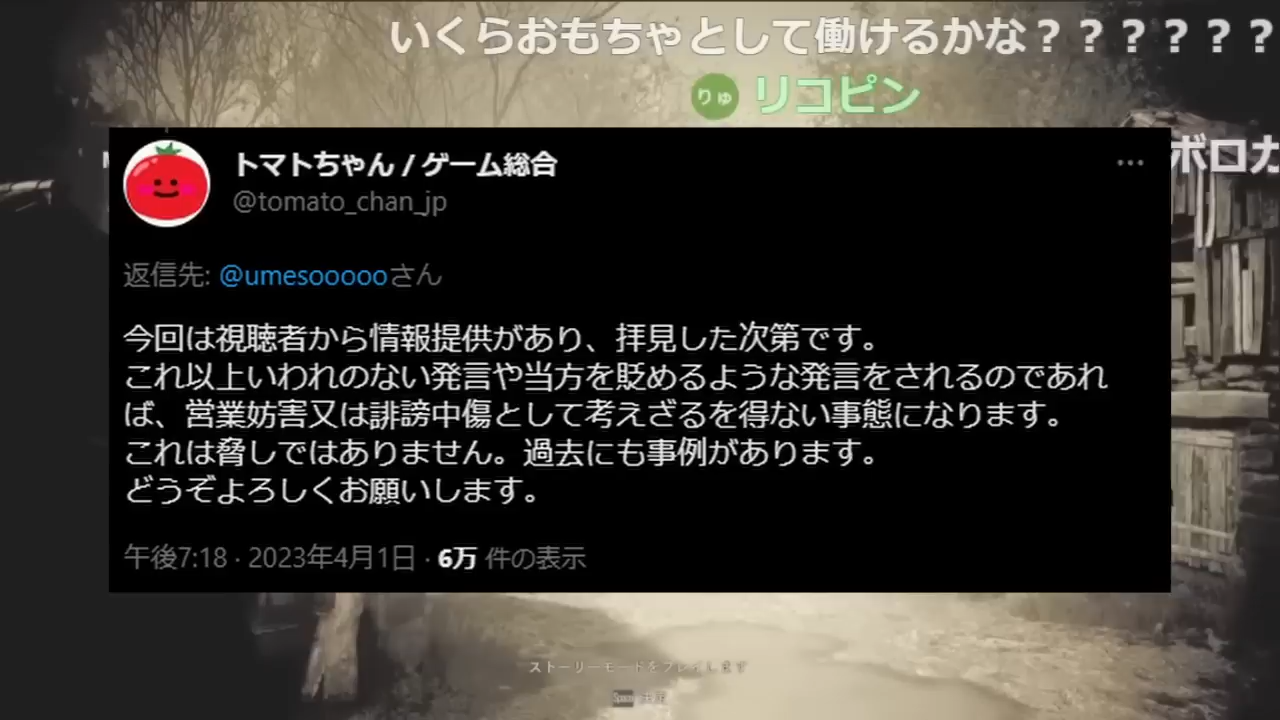 いくらおもちゃとして働けるかな？？？？？？
りゅ リコピン
ボロカ
トマトちゃん / ゲーム総合
@tomato_chan_jp
返信先: @umesoooooさん
今回は視聴者から情報提供があり、拝見した次第です。
これ以上いわれのない発言や当方を貶めるような発言をされるのであれ
ば、営業妨害又は誹謗中傷として考えざるを得ない事態になります。
これは脅しではありません。過去にも事例があります。
どうぞよろしくお願いします。
午後7:18 · 2023年4月1日 · 6万 件の表示
ストーリーモードをプレイします